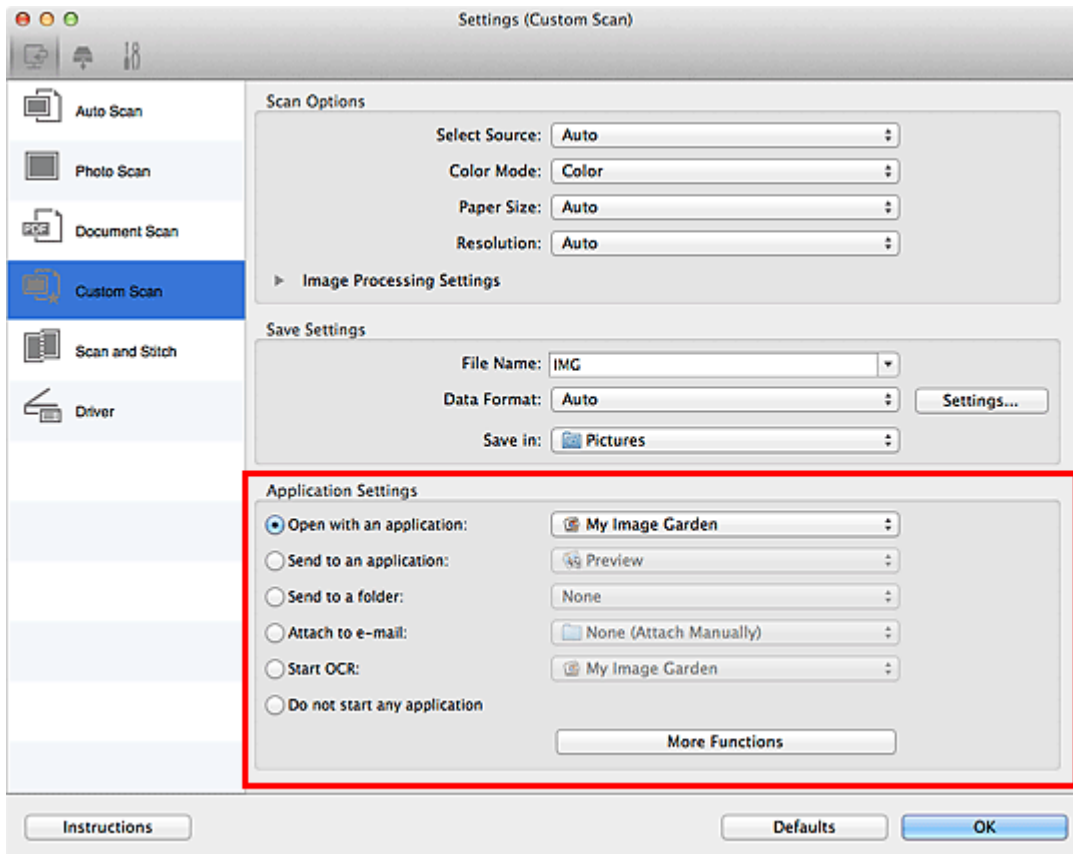 Settings (Custom Scan)
Auto Scan
Photo Scan
PDF
Document Scan
Custom Scan
Scan and Stitch
Driver
Scan Options
Select Source: Auto
Color Mode: Color
Paper Size: Auto
Resolution: Auto
Image Processing Settings
Save Settings
File Name: IMG
Data Format: Auto Settings...
Save in: Pictures
Application Settings
Open with an application: My Image Garden
Send to an application: Preview
Send to a folder: None
Attach to e-mail: None (Attach Manually)
Start OCR: My Image Garden
Do not start any application
More Functions
Instructions Defaults OK